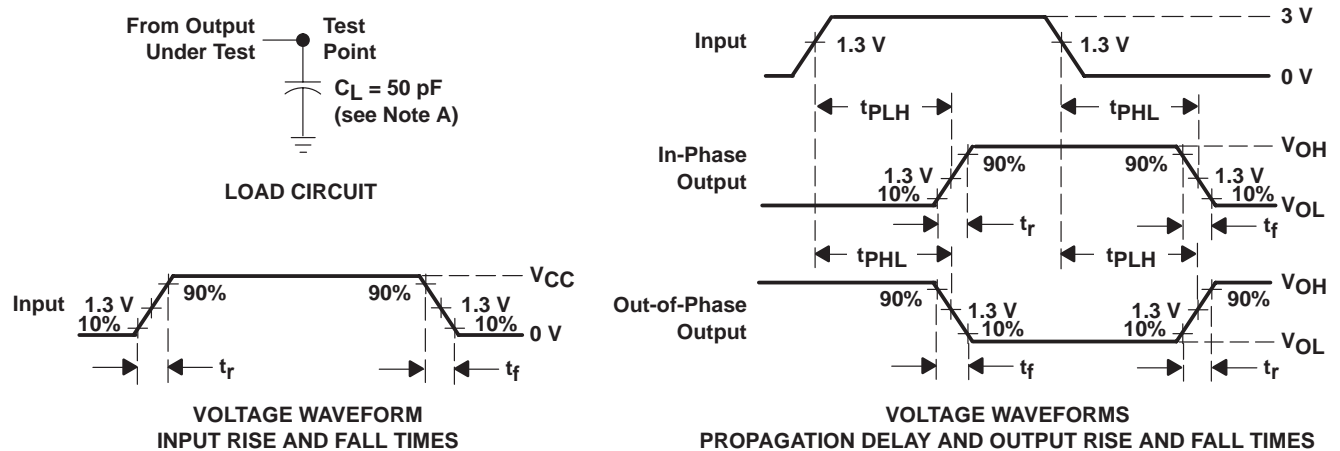 From Output
Under Test
Test
Point
CL = 50 pF
(see Note A)
LOAD CIRCUIT
Input
1.3 V
10%
90%
90%
1.3 V
10%
VCC
0 V
tr
tf
VOLTAGE WAVEFORM
INPUT RISE AND FALL TIMES
Input
1.3 V
1.3 V
3 V
0 V
tPLH
tPHL
In-Phase
Output
1.3 V
10%
90%
90%
1.3 V
10%
VOH
VOL
tr
tf
tPHL
tPLH
Out-of-Phase
Output
90%
1.3 V
10%
1.3 V
10%
90%
VOH
VOL
tf
tr
VOLTAGE WAVEFORMS
PROPAGATION DELAY AND OUTPUT RISE AND FALL TIMES